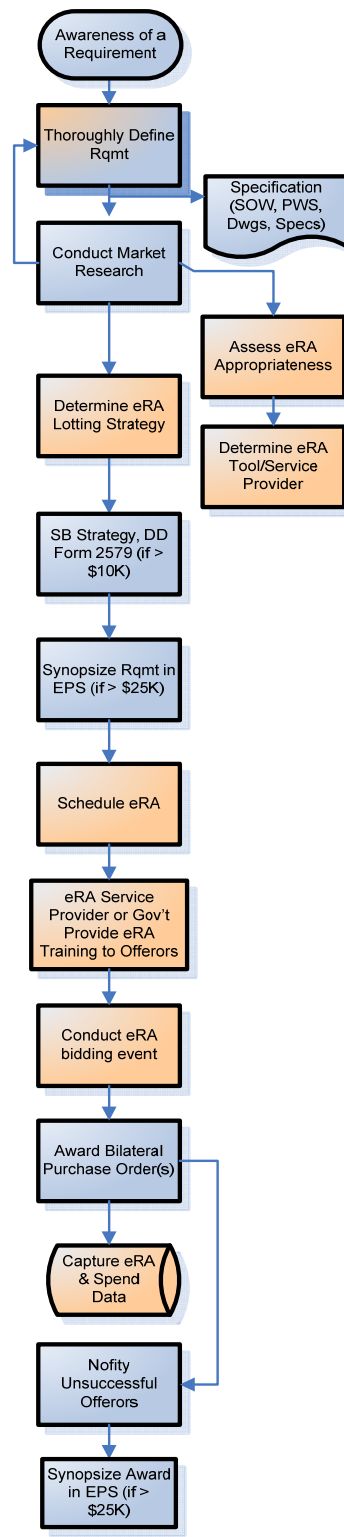 Awareness of a
Requirement
Thoroughly Define
Rqmt
Specification
(SOW, PWS,
Dwgs, Specs)
Conduct Market
Research
Assess eRA
Appropriateness
Determine eRA
Lotting Strategy
Determine eRA
Tool/Service
Provider
SB Strategy, DD
Form 2579 (if >
$10K)
Synopsize Rqmt in
EPS (if > $25K)
Schedule eRA
eRA Service
Provider or Gov’t
Provide eRA
Training to Offerors
Conduct eRA
bidding event
Award Bilateral
Purchase Order(s)
Capture eRA
& Spend
Data
Nofity
Unsuccessful
Offerors
Synopsize Award
in EPS (if >
$25K)